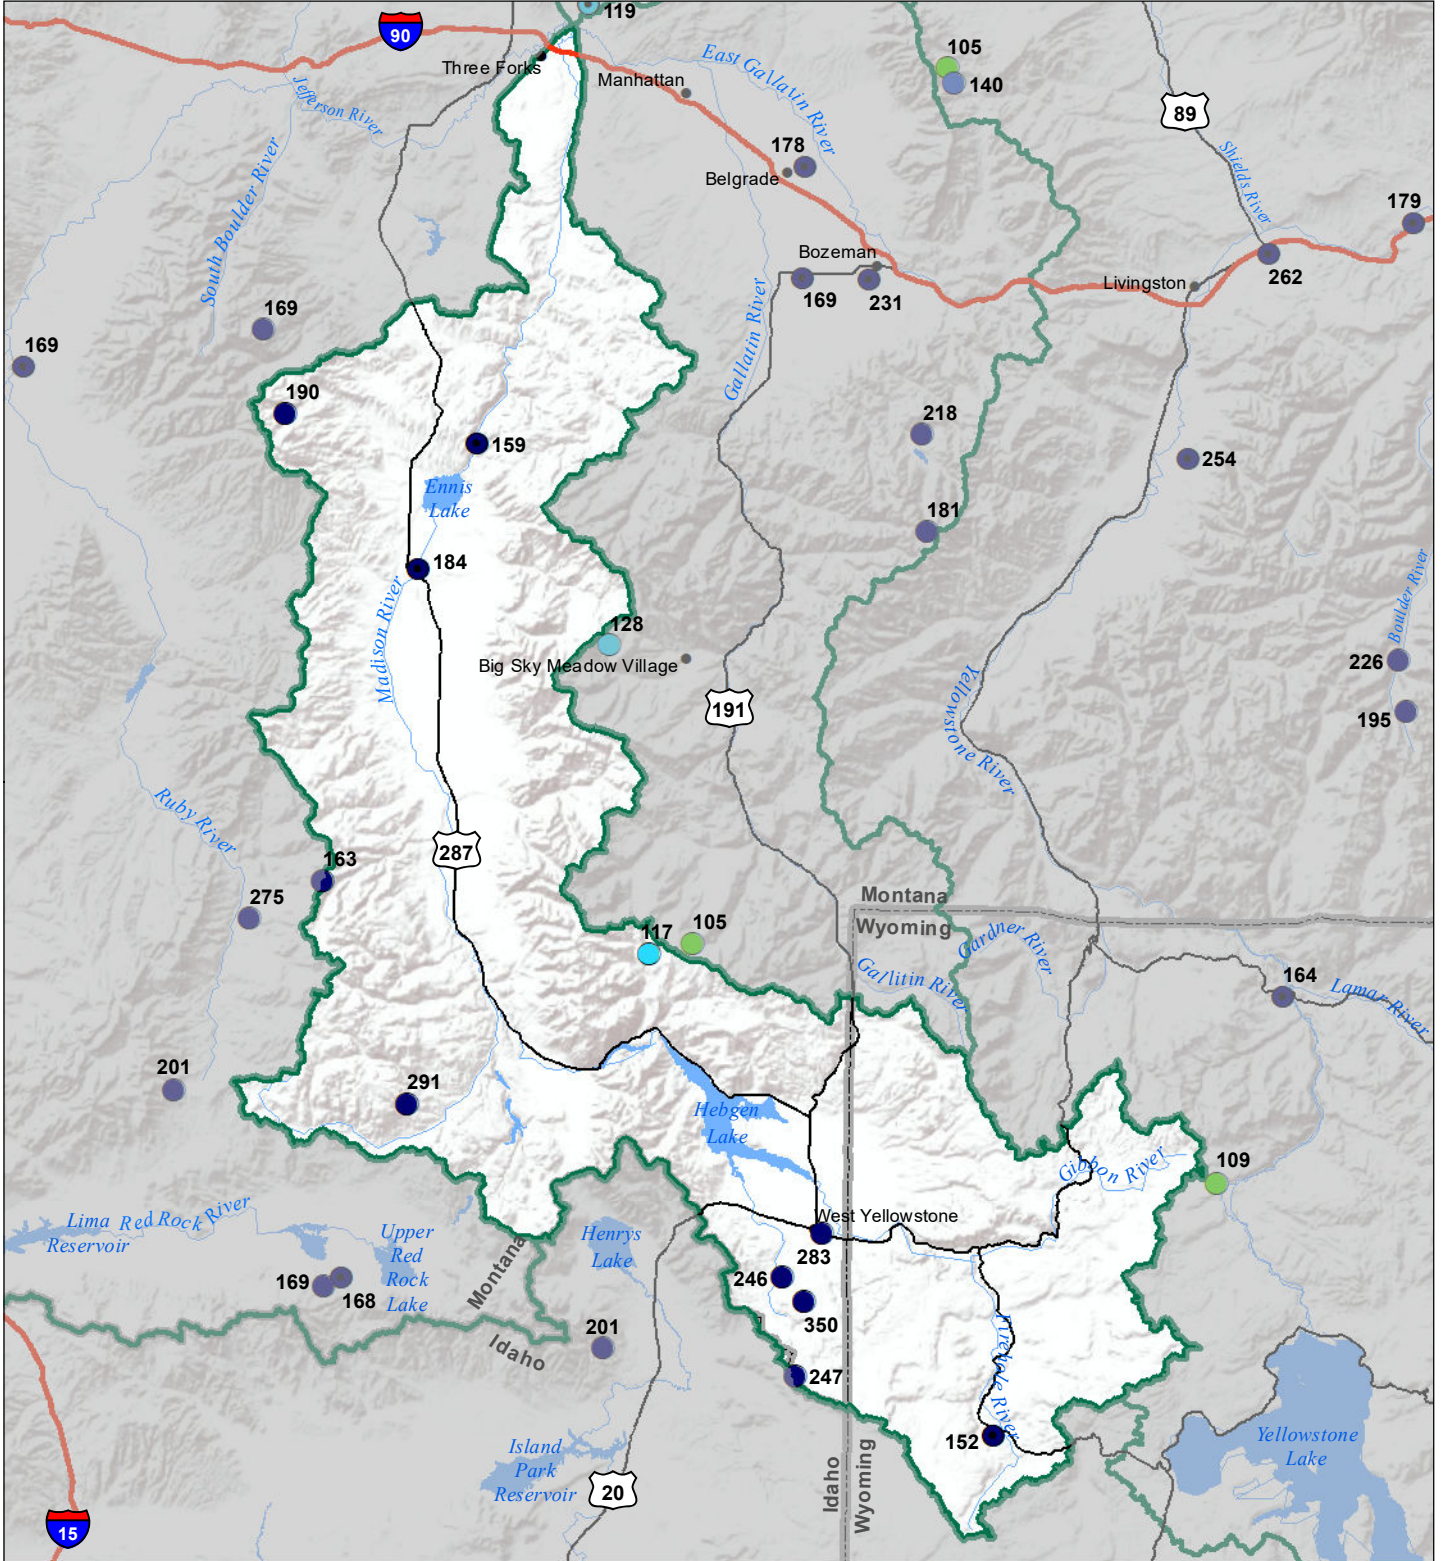 119
90
Three Forks
Manhattan
East Gallatin River
105
140
89
Jefferson River
178
Belgrade
Shields River
South Boulder River
179
Bozeman
Livingston
262
169
231
Gallatin River
169
169
190
159
218
254
Ennis
Lake
181
184
Madison River
128
Big Sky Meadow Village
Boulder River
226
195
191
Yellowstone River
Ruby River
287
163
275
Montana
Wyoming
117
105
Gardner River
Gallitin River
164
Lamar River
201
291
Hebgen
Lake
Gibbon River
109
West Yellowstone
283
Lima
Reservoir
Red Rock River
Upper
Red
Rock
Lake
Henrys
Lake
Montana
Idaho
169
168
246
350
201
247
Firehole River
152
Island
Park
Reservoir
20
Idaho
Wyoming
Yellowstone
Lake
15